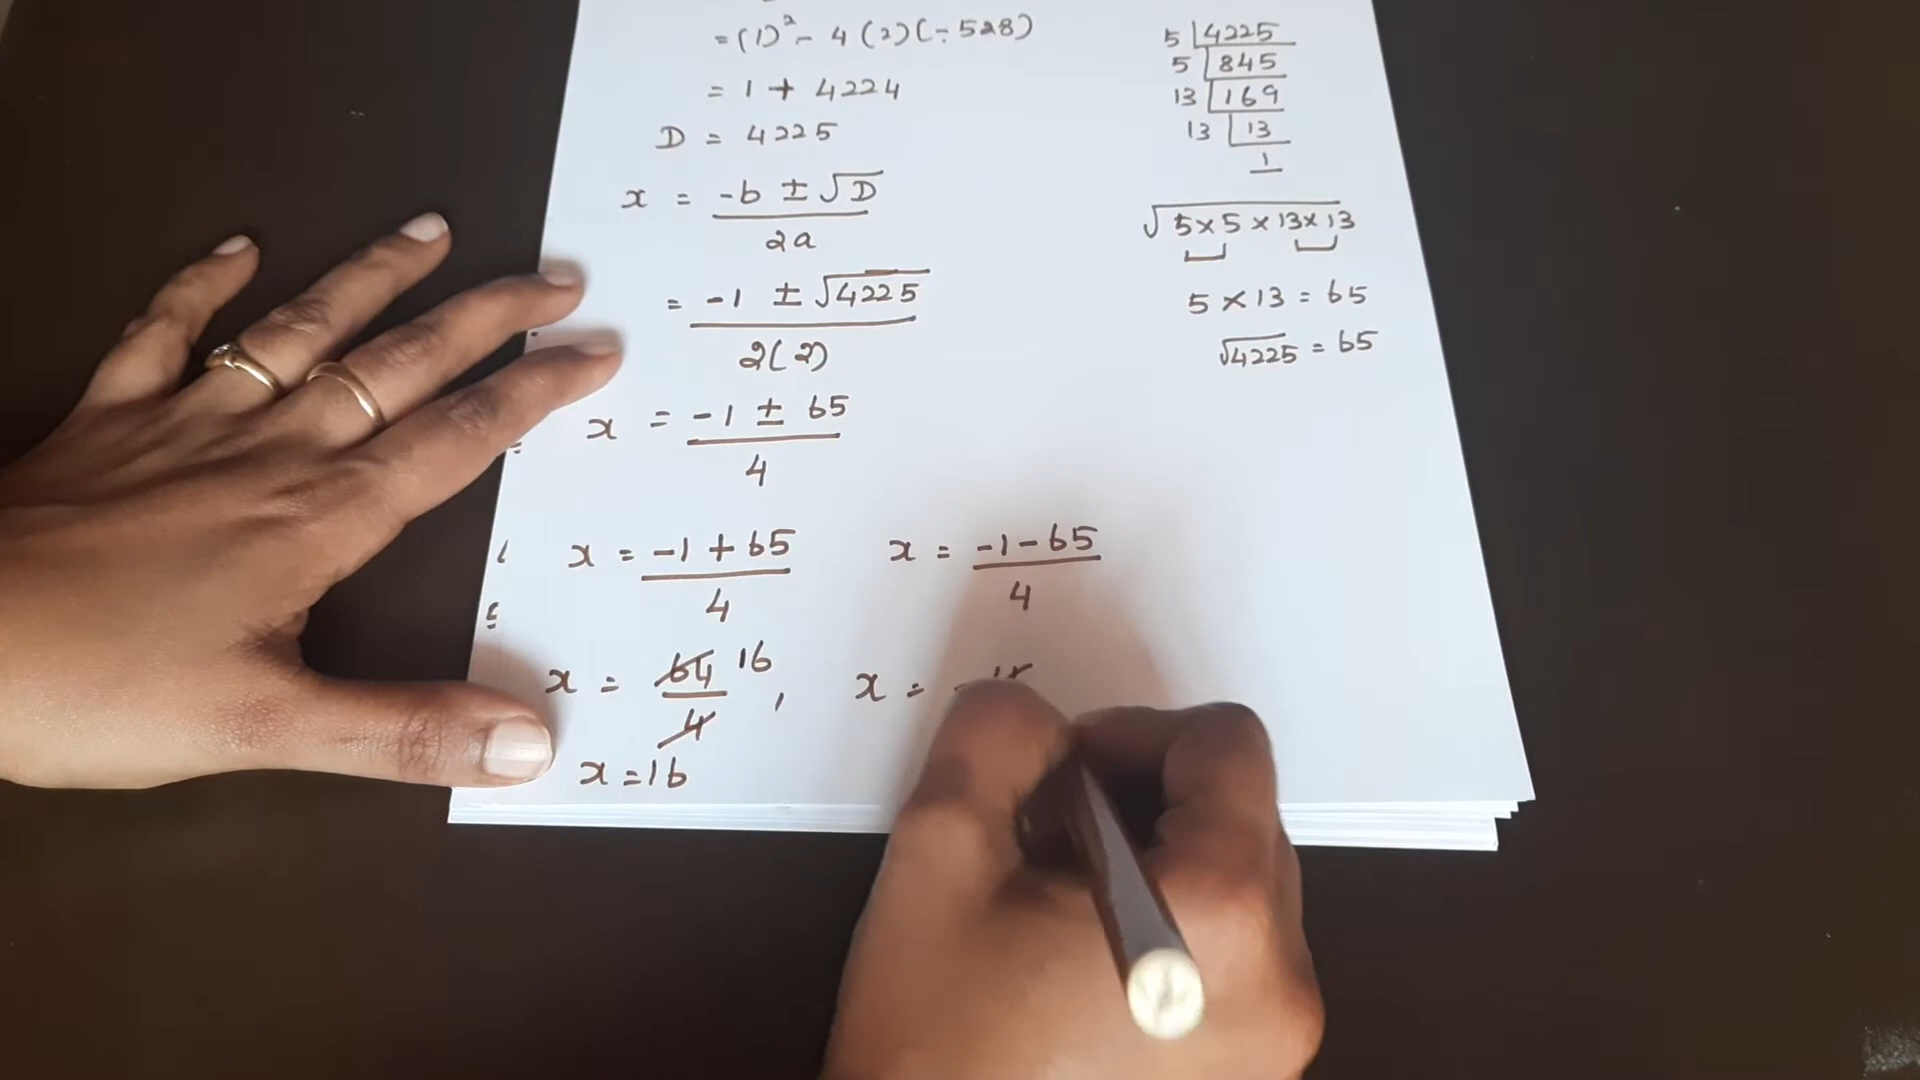 = (1)² - 4 (2) (-528)
= 1 + 4224
D = 4225
x = -b ± √D
2a
= -1 ± √4225
2(2)
x = -1 ± 65
4
x = -1 + 65
4
x = -1 - 65
4
x = 64 16 ,
4
x = 16
x = -
5 | 4225
5 | 845
13 | 169
13 | 13
1
√5×5×13×13
5 × 13 = 65
√4225 = 65